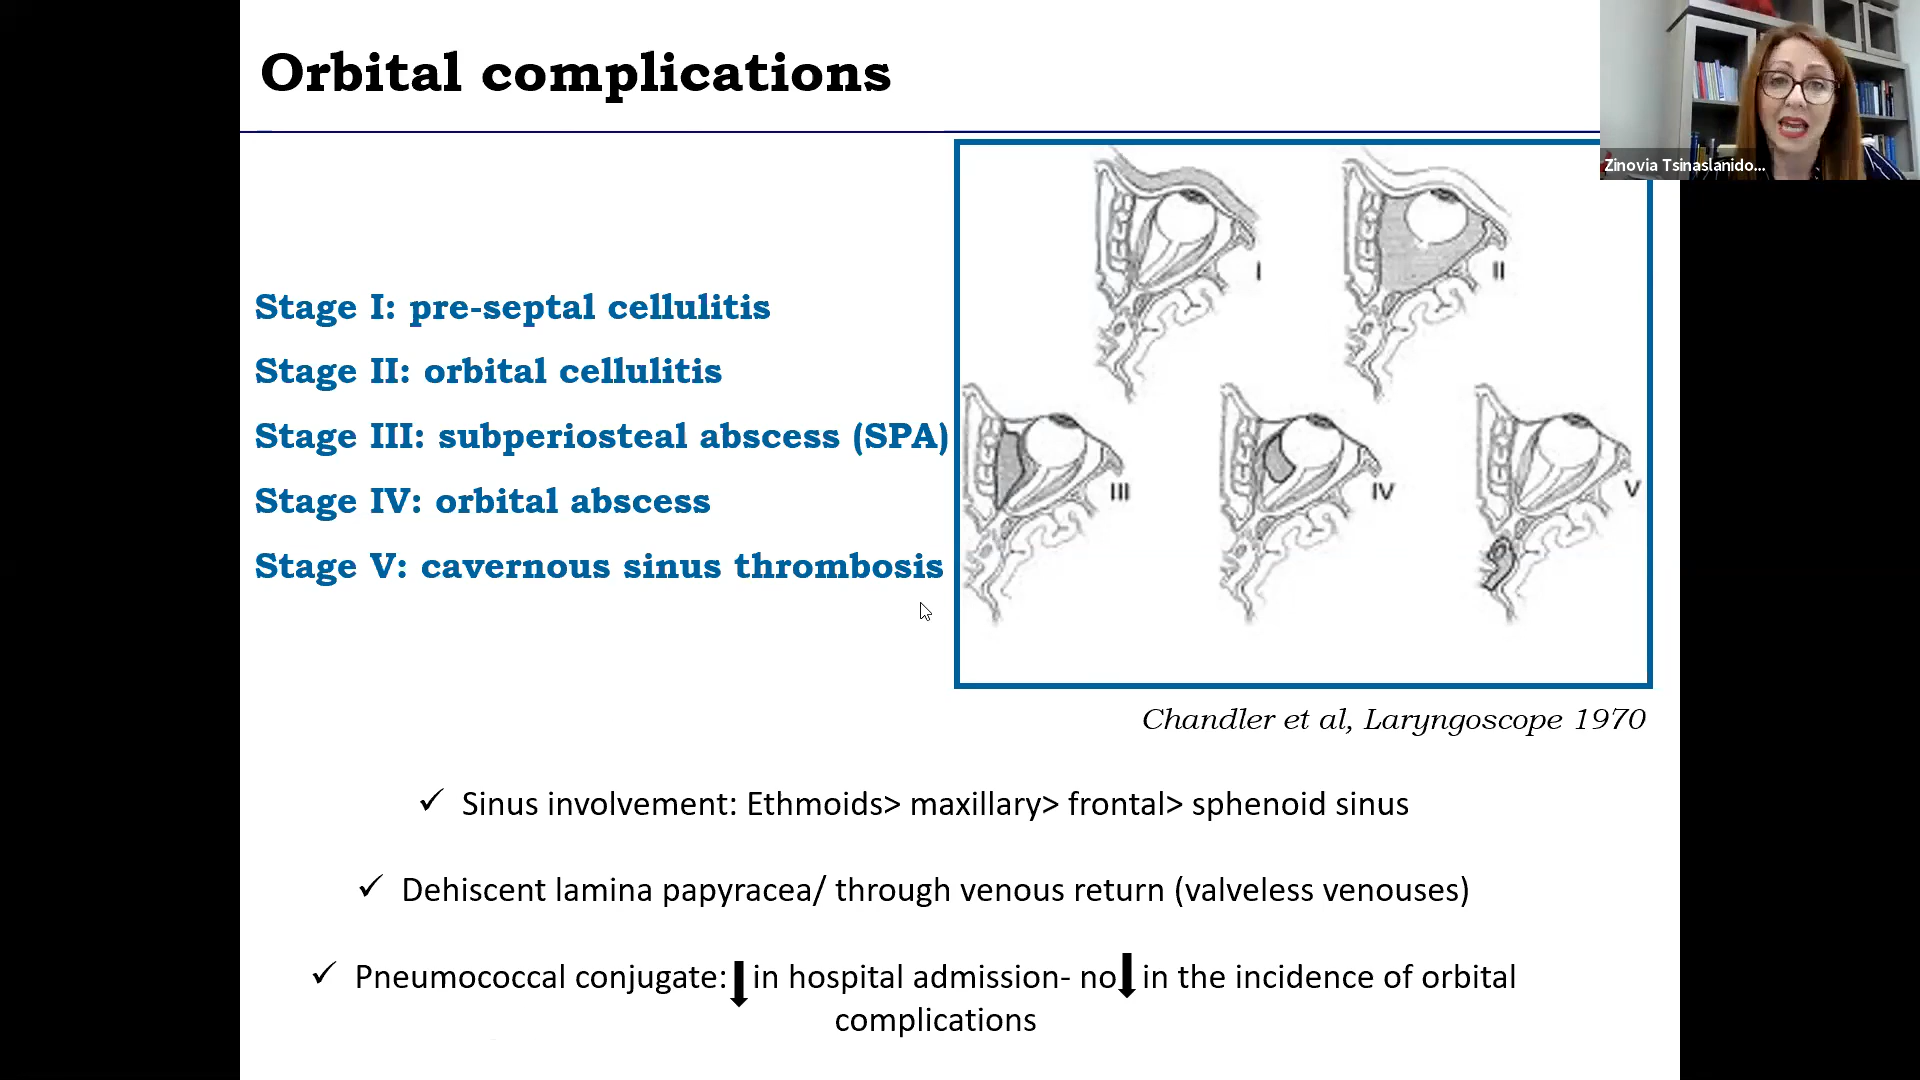 Orbital complications
Zinovia Tsinaslanido...
Stage I: pre-septal cellulitis
Stage II: orbital cellulitis
Stage III: subperiosteal abscess (SPA)
Stage IV: orbital abscess
Stage V: cavernous sinus thrombosis
I
II
III
IV
V
Chandler et al, Laryngoscope 1970
✓ Sinus involvement: Ethmoids> maxillary> frontal> sphenoid sinus
✓ Dehiscent lamina papyracea/ through venous return (valveless venouses)
✓ Pneumococcal conjugate:⬇in hospital admission- no⬇in the incidence of orbital
complications